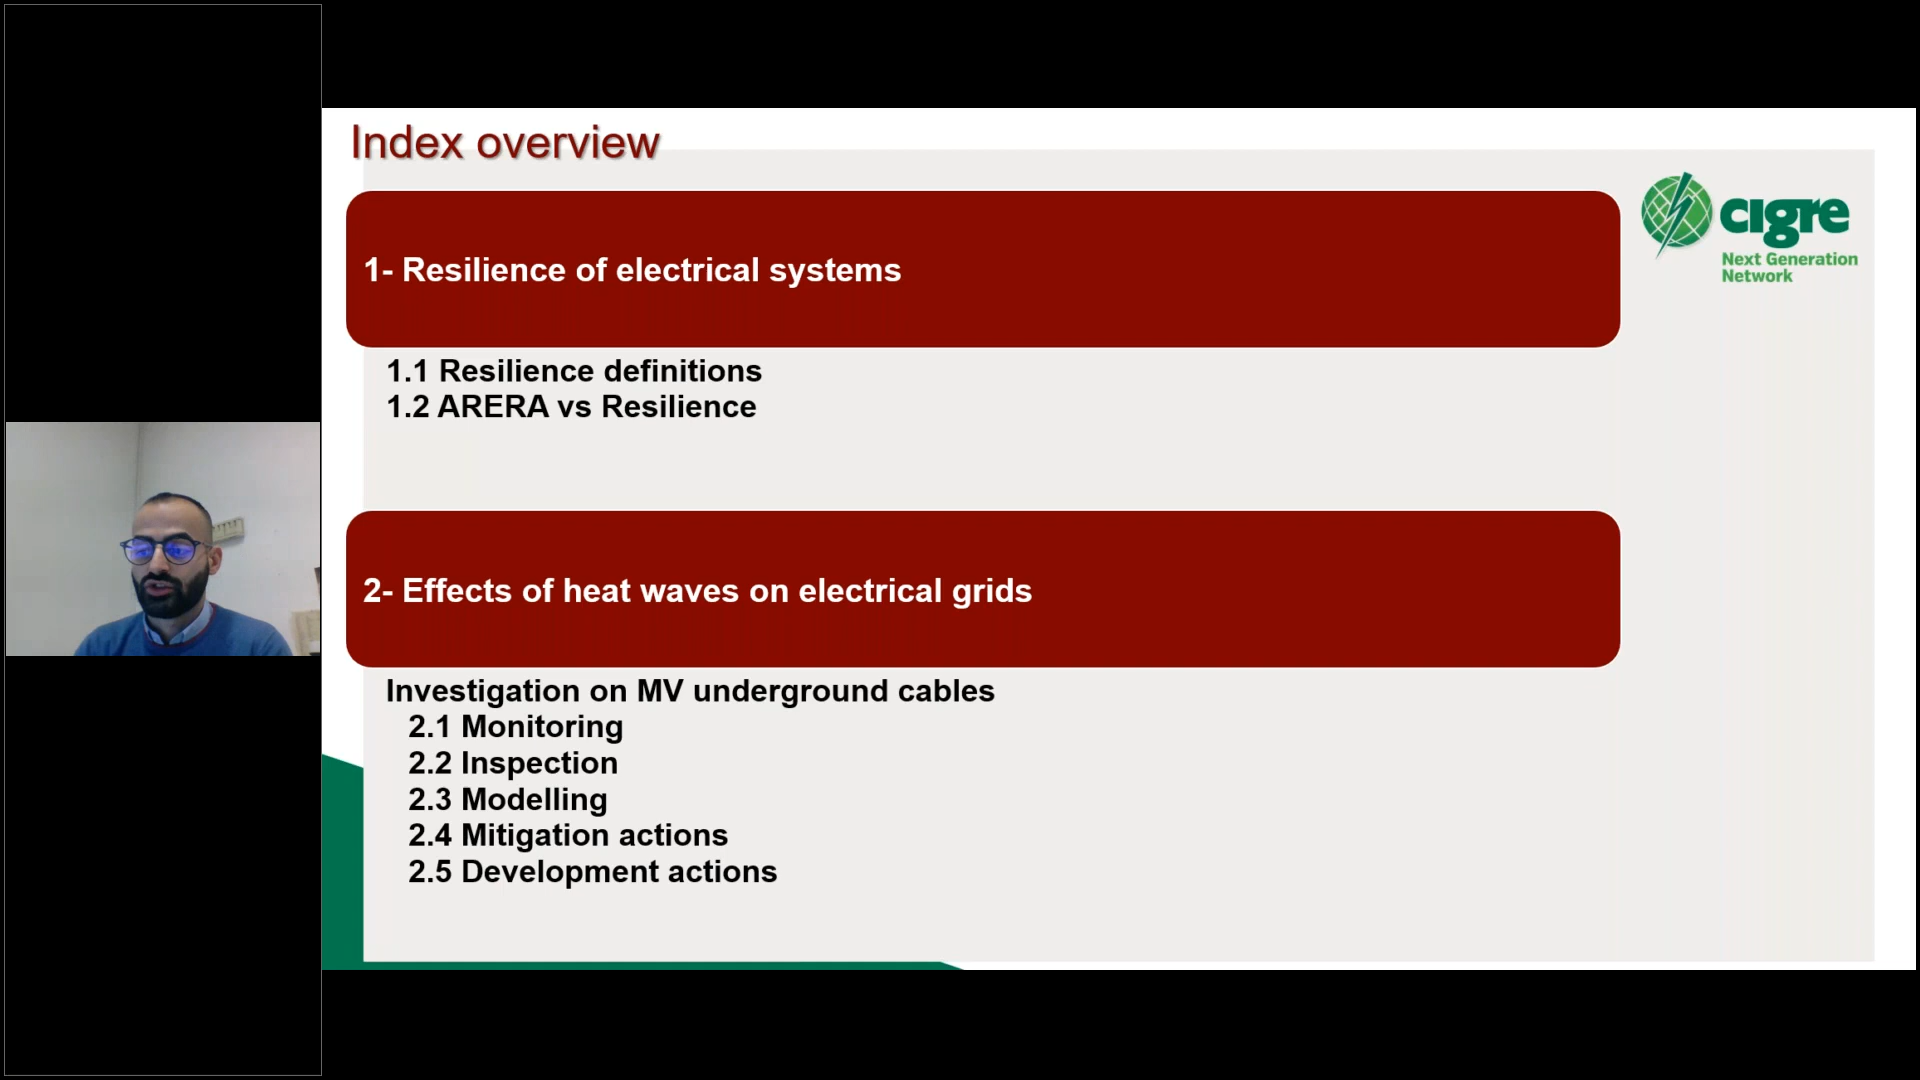 Index overview
1- Resilience of electrical systems
1.1 Resilience definitions
1.2 ARERA vs Resilience
2- Effects of heat waves on electrical grids
Investigation on MV underground cables
2.1 Monitoring
2.2 Inspection
2.3 Modelling
2.4 Mitigation actions
2.5 Development actions
cigre
Next Generation
Network